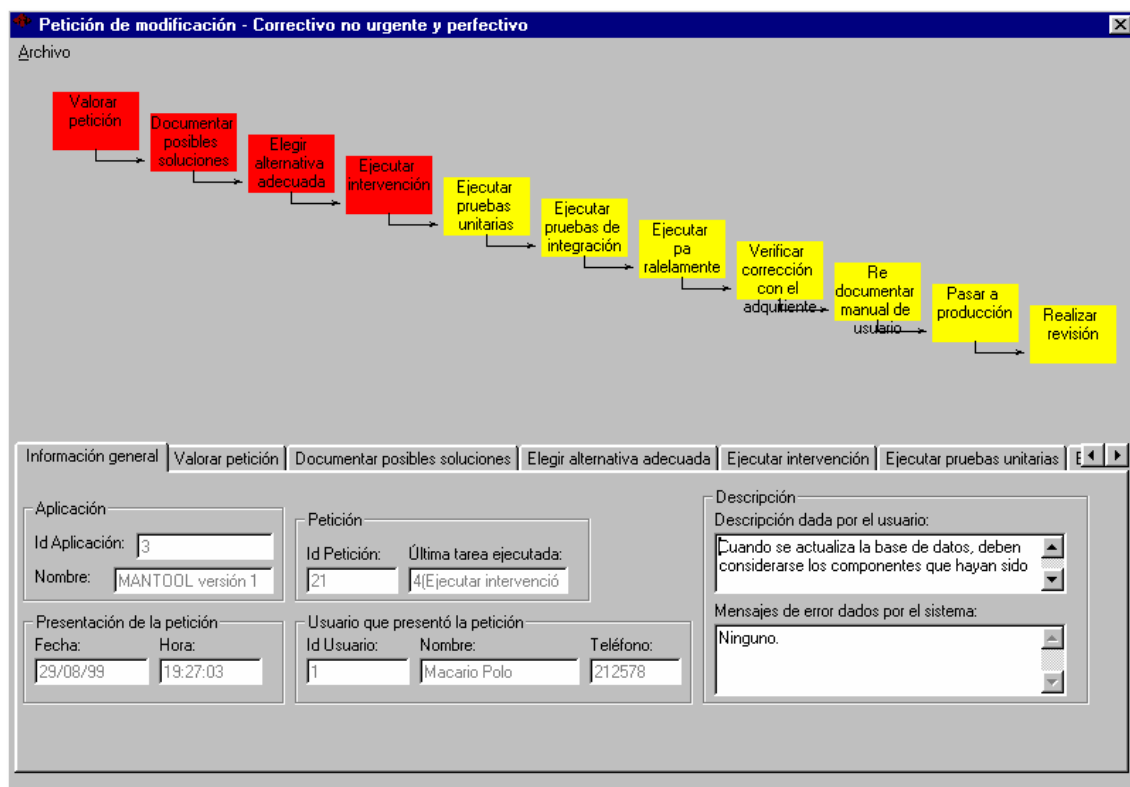 Petición de modificación - Correctivo no urgente y perfectivo
Archivo
Valorar
petición
Documentar
posibles
soluciones
Elegir
alternativa
adecuada
Ejecutar
intervención
Ejecutar
pruebas
unitarias
Ejecutar
pruebas de
integración
Ejecutar
pa
ralelamente
Verificar
corrección
con el
adquiriente
Re
documentar
manual de
usuario
Pasar a
producción
Realizar
revisión
Información general Valorar petición Documentar posibles soluciones Elegir alternativa adecuada Ejecutar intervención Ejecutar pruebas unitarias E
Aplicación
Id Aplicación: 3
Nombre: MANTOOL versión 1
Petición
Id Petición: Última tarea ejecutada:
21 4(Ejecutar intervenció
Descripción
Descripción dada por el usuario:
Cuando se actualiza la base de datos, deben
considerarse los componentes que hayan sido
Presentación de la petición
Fecha: Hora:
29/08/99 19:27:03
Usuario que presentó la petición
Id Usuario: Nombre: Teléfono:
1 Macario Polo 212578
Mensajes de error dados por el sistema:
Ninguno.